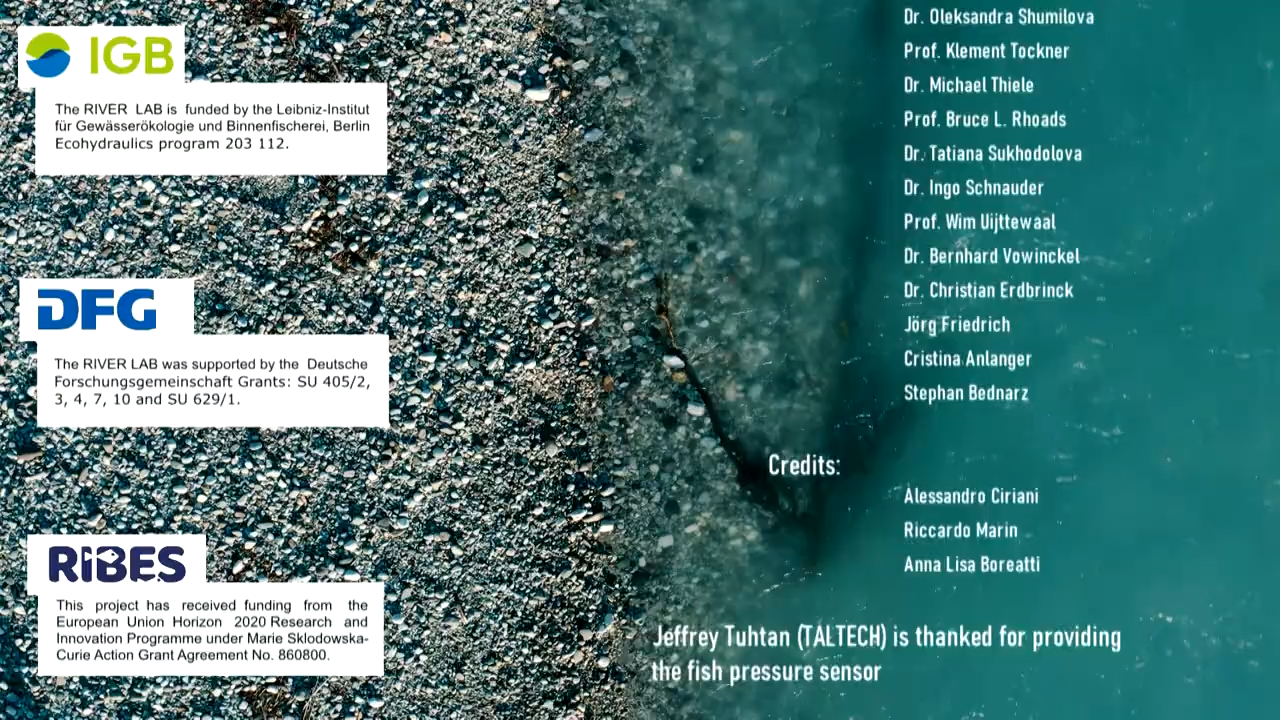 IGB
The RIVER LAB is funded by the Leibniz-Institut
für Gewässerökologie und Binnenfischerei, Berlin
Ecohydraulics program 203 112.
DFG
The RIVER LAB was supported by the Deutsche
Forschungsgemeinschaft Grants: SU 405/2,
3, 4, 7, 10 and SU 629/1.
RiBES
This project has received funding from the
European Union Horizon 2020 Research and
Innovation Programme under Marie Sklodowska-
Curie Action Grant Agreement No. 860800.
Dr. Oleksandra Shumilova
Prof. Klement Tockner
Dr. Michael Thiele
Prof. Bruce L. Rhoads
Dr. Tatiana Sukhodolova
Dr. Ingo Schnauder
Prof. Wim Uijttewaal
Dr. Bernhard Vowinckel
Dr. Christian Erdbrinck
Jörg Friedrich
Cristina Anlanger
Stephan Bednarz
Credits:
Alessandro Ciriani
Riccardo Marin
Anna Lisa Boreatti
Jeffrey Tuhtan (TALTECH) is thanked for providing
the fish pressure sensor